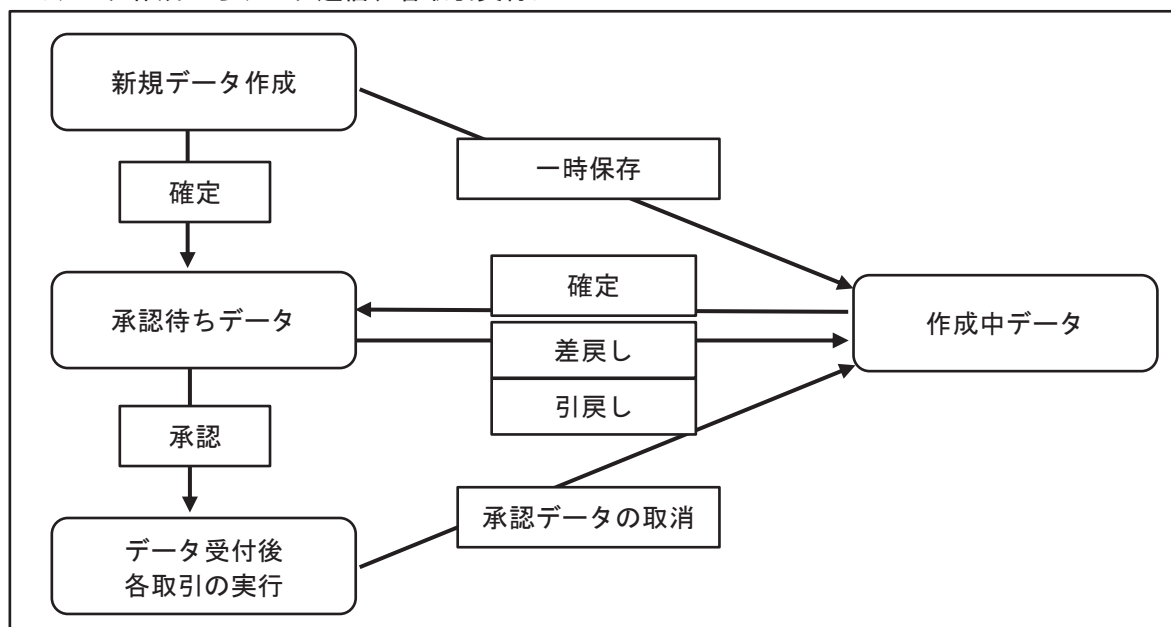 新規データ作成
一時保存
確定
確定
承認待ちデータ
作成中データ
差戻し
引戻し
承認
承認データの取消
データ受付後
各取引の実行